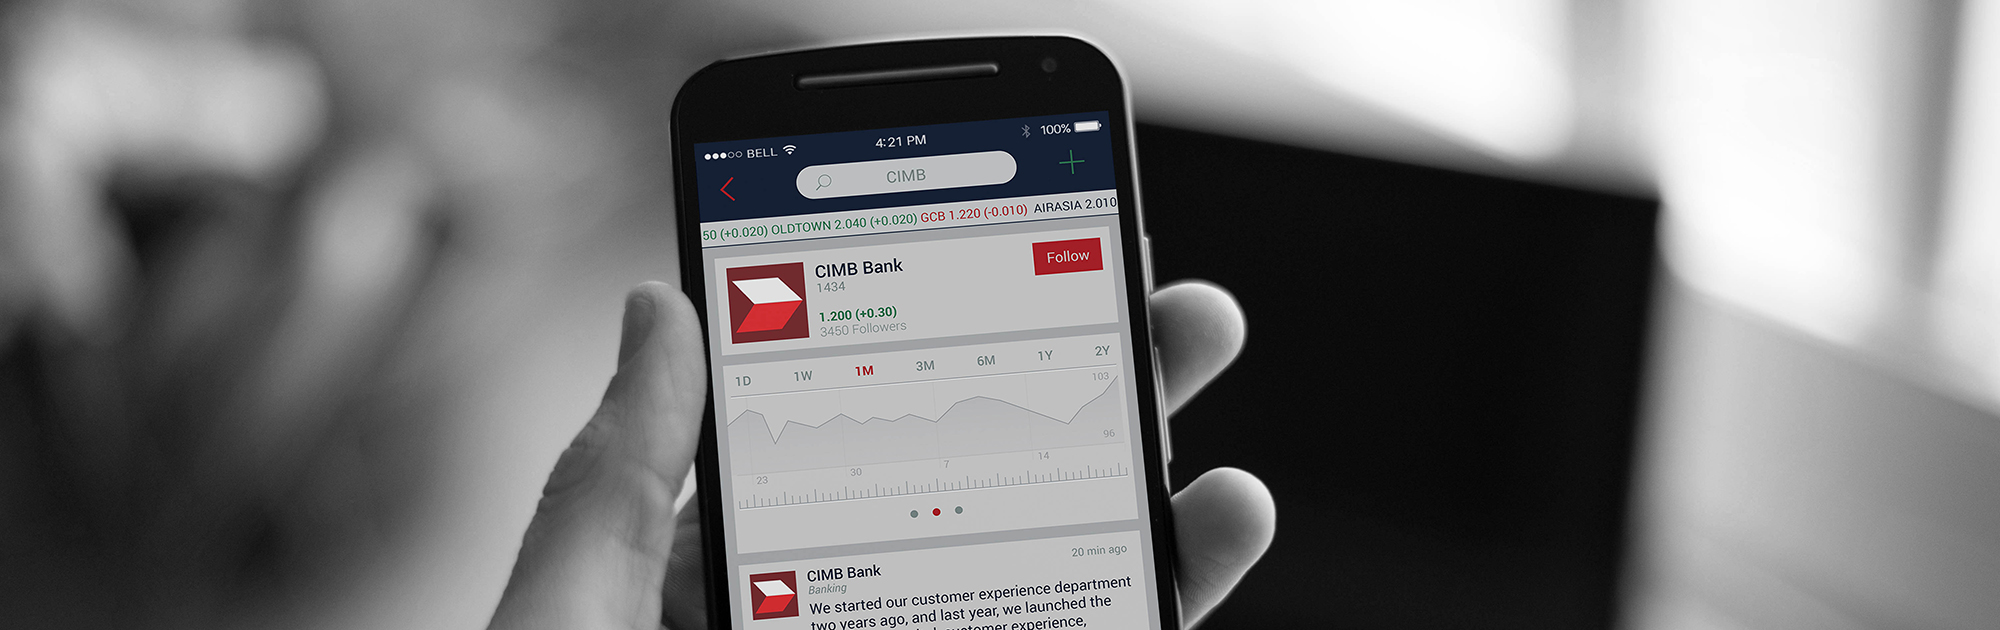 BELL 4:21 PM 100%
CIMB
50 (+0.020) OLDTOWN 2.040 (+0.020) GCB 1.220 (-0.010) AIRASIA 2.010
CIMB Bank
1434
Follow
1.200 (+0.30)
3450 Followers
1D 1W 1M 3M 6M 1Y 2Y
103
96
23 30 7 14
20 min ago
CIMB Bank
Banking
We started our customer experience department
two years ago, and last year, we launched the
customer experience,